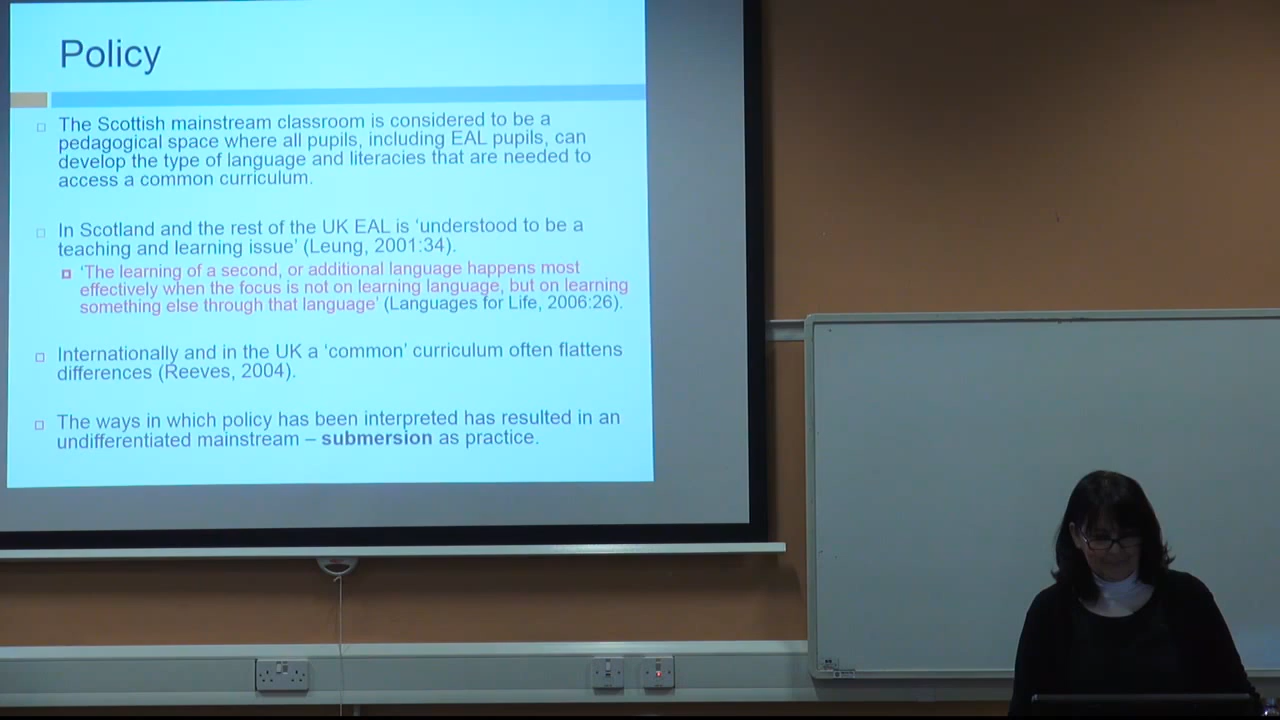 Policy
The Scottish mainstream classroom is considered to be a
pedagogical space where all pupils, including EAL pupils, can
develop the type of language and literacies that are needed to
access a common curriculum.
In Scotland and the rest of the UK EAL is ‘understood to be a
teaching and learning issue’ (Leung, 2001:34).
‘The learning of a second, or additional language happens most
effectively when the focus is not on learning language, but on learning
something else through that language’ (Languages for Life, 2006:26).
Internationally and in the UK a ‘common’ curriculum often flattens
differences (Reeves, 2004).
The ways in which policy has been interpreted has resulted in an
undifferentiated mainstream – submersion as practice.